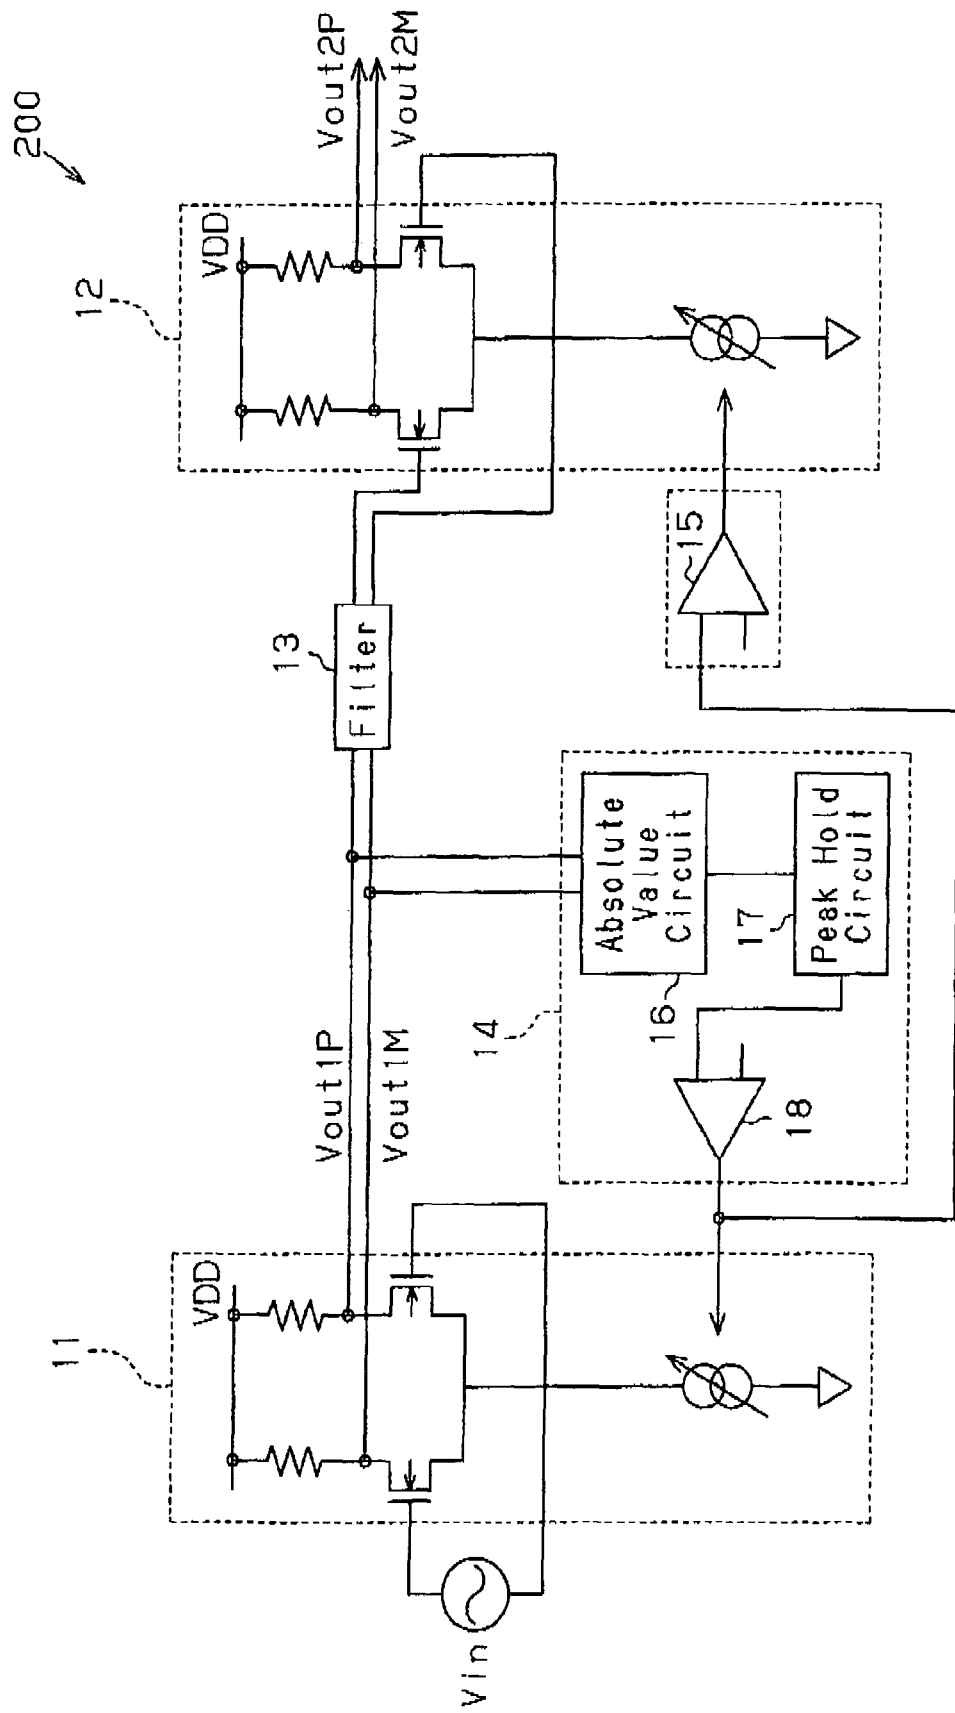 200
11
VDD
Vin
Vout1P
Vout1M
13
Filter
12
VDD
Vout2P
Vout2M
14
16
Absolute
Value
Circuit
17
Peak Hold
Circuit
18
15